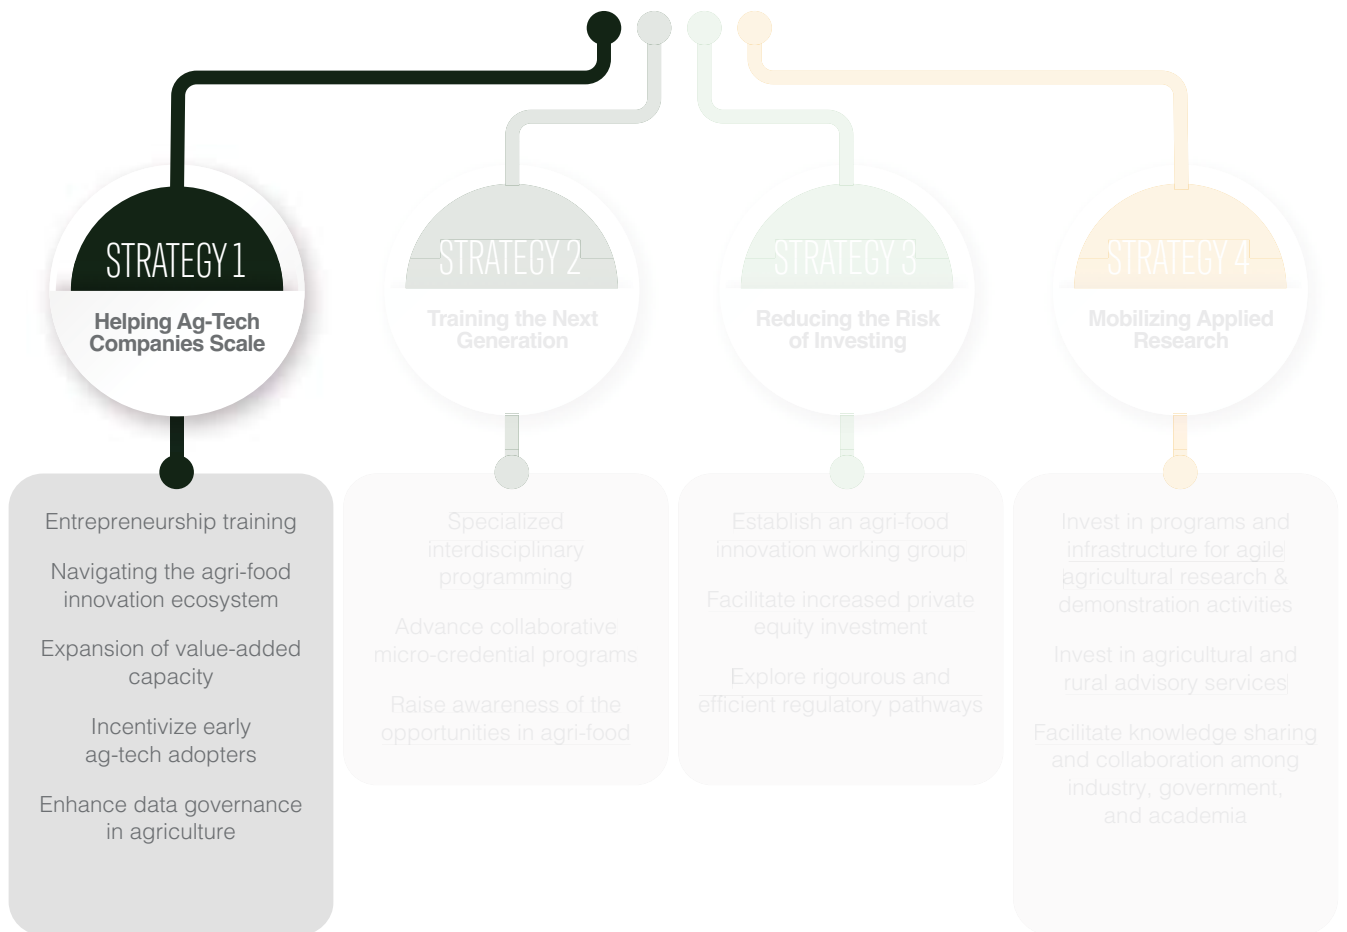 STRATEGY 1
Helping Ag-Tech
Companies Scale
Entrepreneurship training
Navigating the agri-food
innovation ecosystem
Expansion of value-added
capacity
Incentivize early
ag-tech adopters
Enhance data governance
in agriculture
STRATEGY 2
Training the Next
Generation
Specialized
interdisciplinary
programming
Advance collaborative
micro-credential programs
Raise awareness of the
opportunities in agri-food
STRATEGY 3
Reducing the Risk
of Investing
Establish an agri-food
innovation working group
Facilitate increased private
equity investment
Explore rigourous and
efficient regulatory pathways
STRATEGY 4
Mobilizing Applied
Research
Invest in programs and
infrastructure for agile
agricultural research &
demonstration activities
Invest in agricultural and
rural advisory services
Facilitate knowledge sharing
and collaboration among
industry, government,
and academia